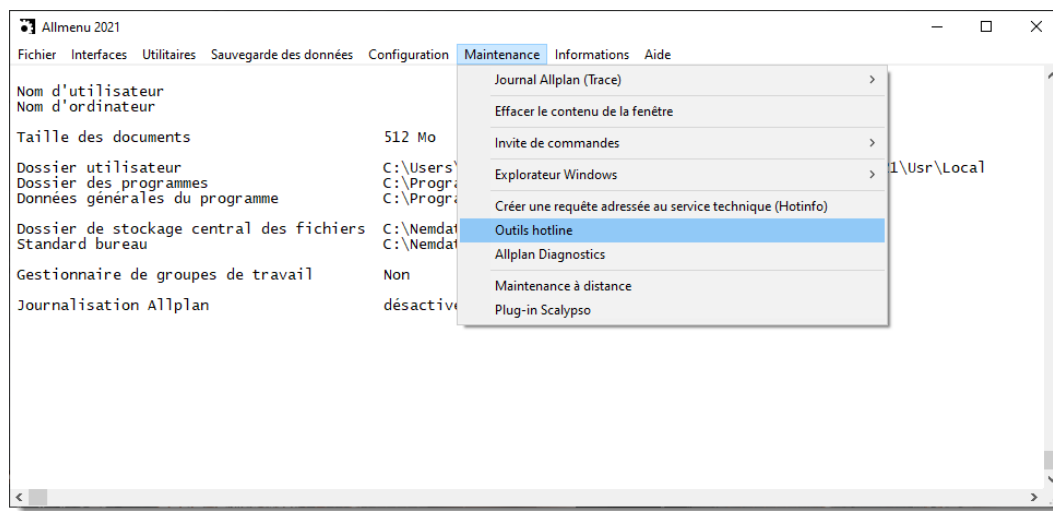 Allmenu 2021
Fichier Interfaces Utilitaires Sauvegarde des données Configuration Maintenance Informations Aide
Nom d'utilisateur
Nom d'ordinateur
Taille des documents 512 Mo
Dossier utilisateur C:\Users\ \Usr\Local
Dossier des programmes C:\Progra
Données générales du programme C:\Progra
Dossier de stockage central des fichiers C:\Nemdat
Standard bureau C:\Nemdat
Gestionnaire de groupes de travail Non
Journalisation Allplan désactivé
Journal Allplan (Trace)
Effacer le contenu de la fenêtre
Invite de commandes
Explorateur Windows
Créer une requête adressée au service technique (Hotinfo)
Outils hotline
Allplan Diagnostics
Maintenance à distance
Plug-in Scalypso